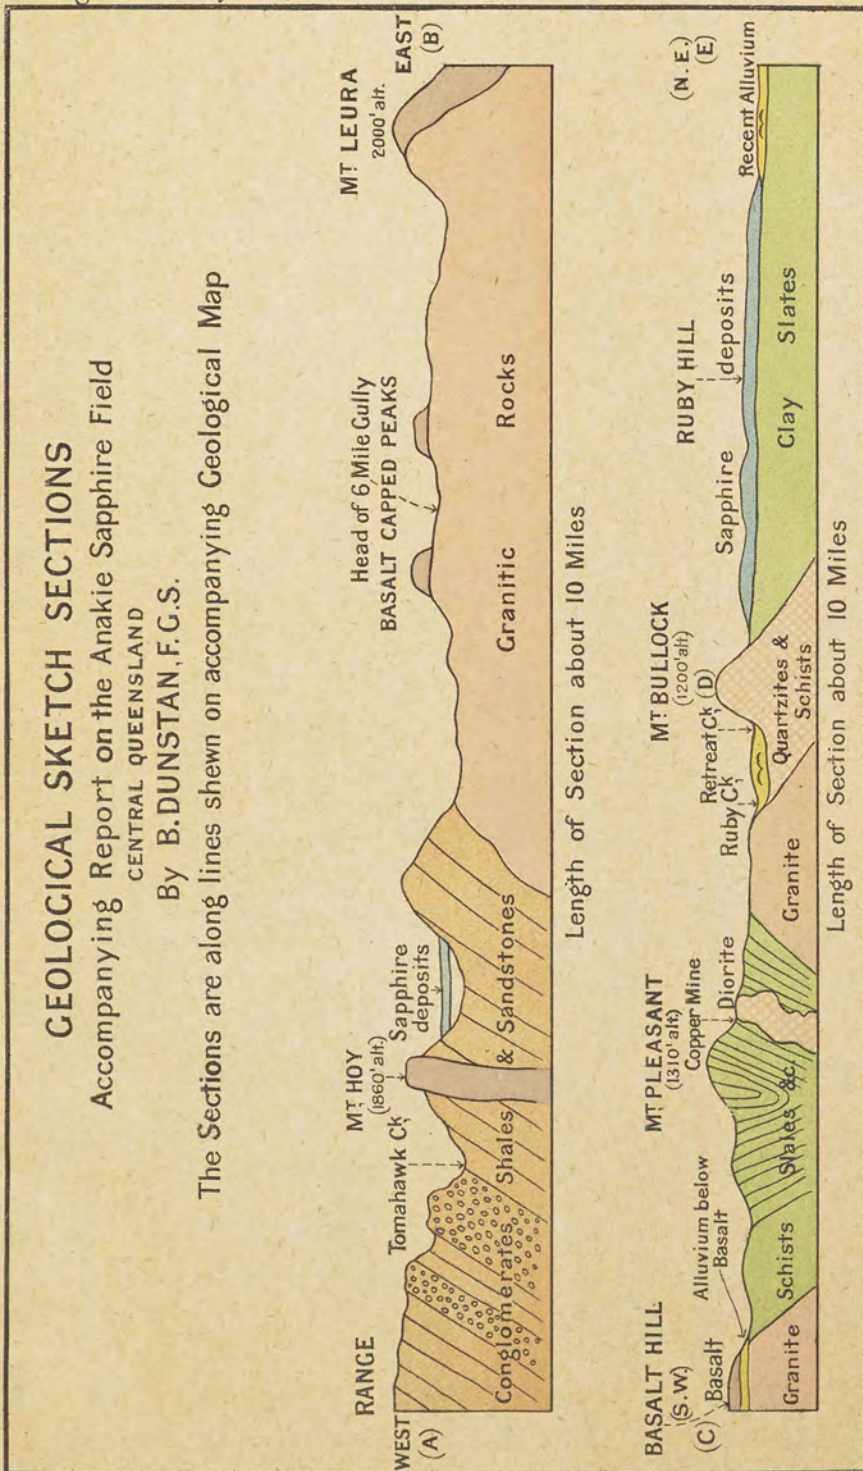 GEOLOGICAL SKETCH SECTIONS
Accompanying Report on the Anakie Sapphire Field
CENTRAL QUEENSLAND
By B. DUNSTAN, F.G.S.
The Sections are along lines shewn on accompanying Geological Map
RANGE
WEST
(A)
Tomahawk Ck.
MT. HOY
(1860' alt.)
Sapphire
deposits
Head of 6 Mile Gully
BASALT CAPPED PEAKS
MT. LEURA
2000' alt.
EAST
(B)
Conglomerates Shales & Sandstones
Granitic Rocks
Length of Section about 10 Miles
BASALT HILL
(S.W)
(C)
Basalt
Alluvium below
Basalt
MT. PLEASANT
(1310' alt.)
Copper Mine
Diorite
Ruby Ck.
Retreat Ck.
MT. BULLOCK
(1200' alt)
(D)
RUBY HILL
Sapphire deposits
(N.E.)
(E)
Recent Alluvium
Granite
Schists
Slates &c.
Granite
Quartzites &
Schists
Clay Slates
Length of Section about 10 Miles